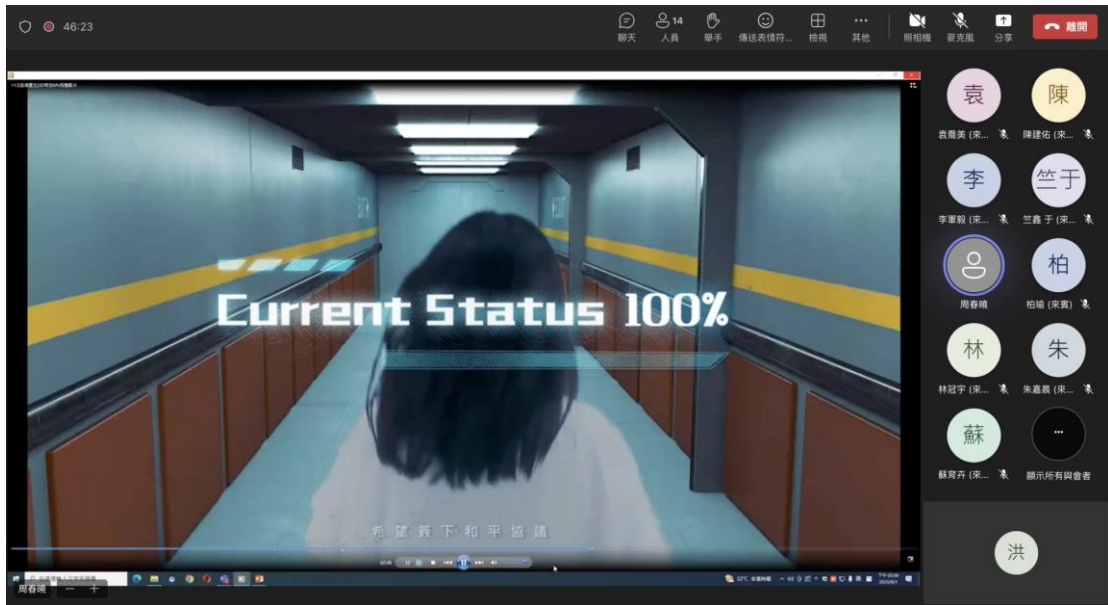 46:23
聊天
14
人員
舉手
傳送表情符...
檢視
其他
照相機
麥克風
分享
離開
袁
袁喬美 (來...
陳
陳建佑 (來...
李
李軍毅 (來...
竺于
竺鑫 于 (來...
周春曉
柏
柏瑜 (來賓)
林
林冠宇 (來...
朱
朱嘉晨 (來...
蘇
蘇育卉 (來...
顯示所有與會者
洪
Current Status 100%
希望簽下和平協議
周春曉